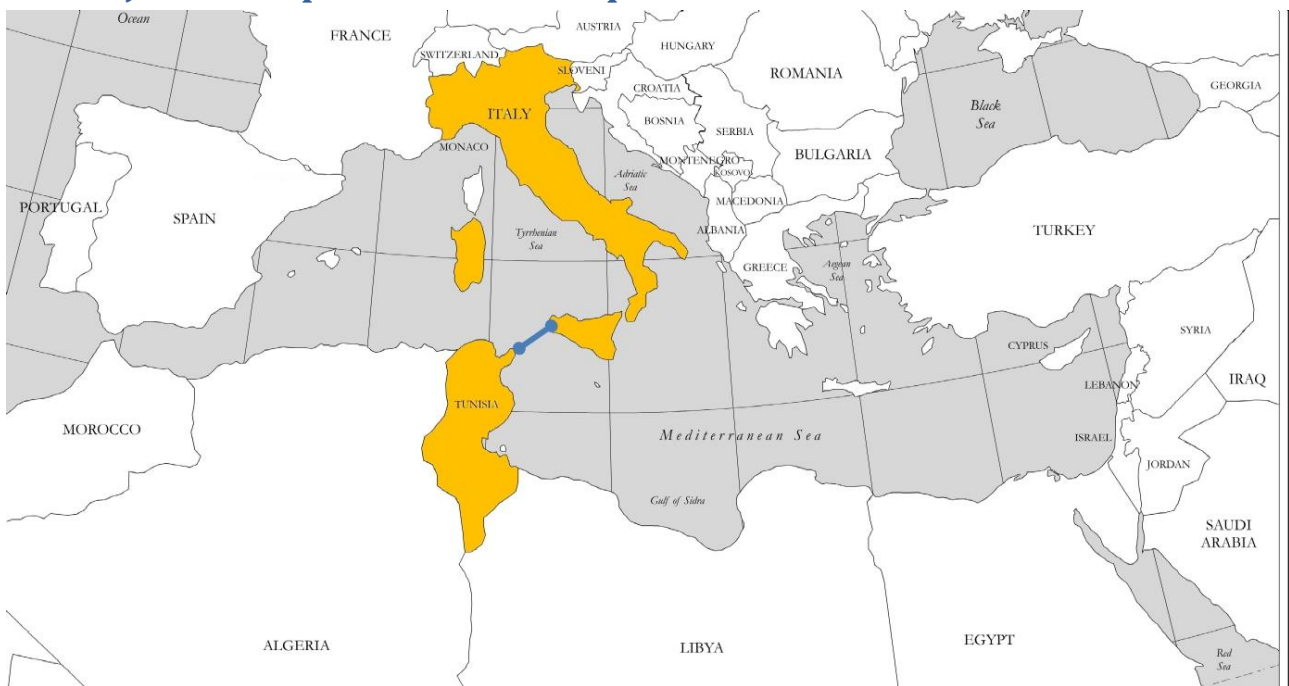 Ocean
FRANCE
AUSTRIA
SWITZERLAND
HUNGARY
SLOVENI
ROMANIA
CROATIA
GEORGIA
ITALY
BOSNIA
Black
Sea
SERBIA
MONACO
BULGARIA
MONTENEGRO
KOSOVO
Adriatic
Sea
MACEDONIA
PORTUGAL
SPAIN
Tyrrhenian
Sea
ALBANIA
TURKEY
GREECE
Aegean
Sea
SYRIA
CYPRUS
IRAQ
LEBANON
TUNISIA
MOROCCO
Mediterranean Sea
ISRAEL
JORDAN
Gulf of Sidra
SAUDI
ARABIA
ALGERIA
LIBYA
EGYPT
Red
Sea